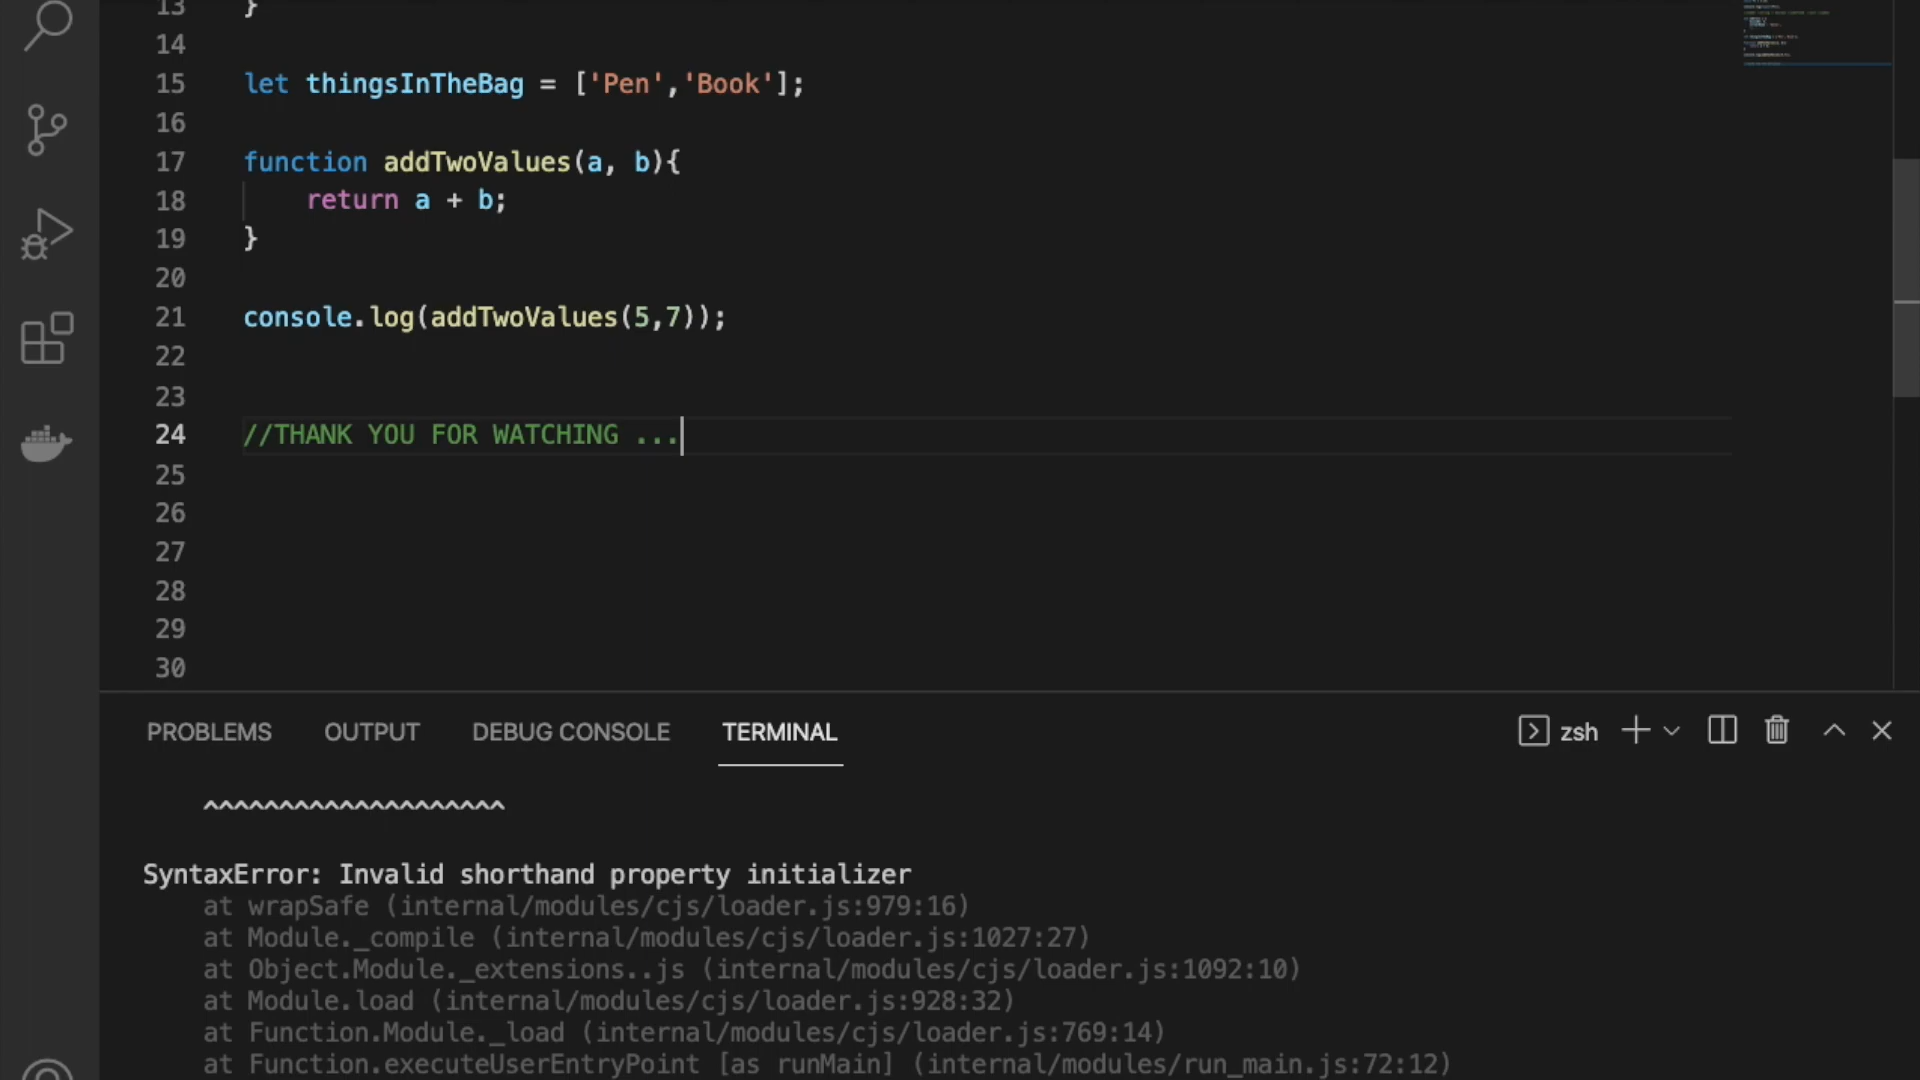 13 }
14
15 let thingsInTheBag = ['Pen','Book'];
16
17 function addTwoValues(a, b){
18 return a + b;
19 }
20
21 console.log(addTwoValues(5,7));
22
23
24 //THANK YOU FOR WATCHING ...
25
26
27
28
29
30
PROBLEMS OUTPUT DEBUG CONSOLE TERMINAL zsh
^^^^^^^^^^^^^^^^^^^^
SyntaxError: Invalid shorthand property initializer
at wrapSafe (internal/modules/cjs/loader.js:979:16)
at Module._compile (internal/modules/cjs/loader.js:1027:27)
at Object.Module._extensions..js (internal/modules/cjs/loader.js:1092:10)
at Module.load (internal/modules/cjs/loader.js:928:32)
at Function.Module._load (internal/modules/cjs/loader.js:769:14)
at Function.executeUserEntryPoint [as runMain] (internal/modules/run_main.js:72:12)